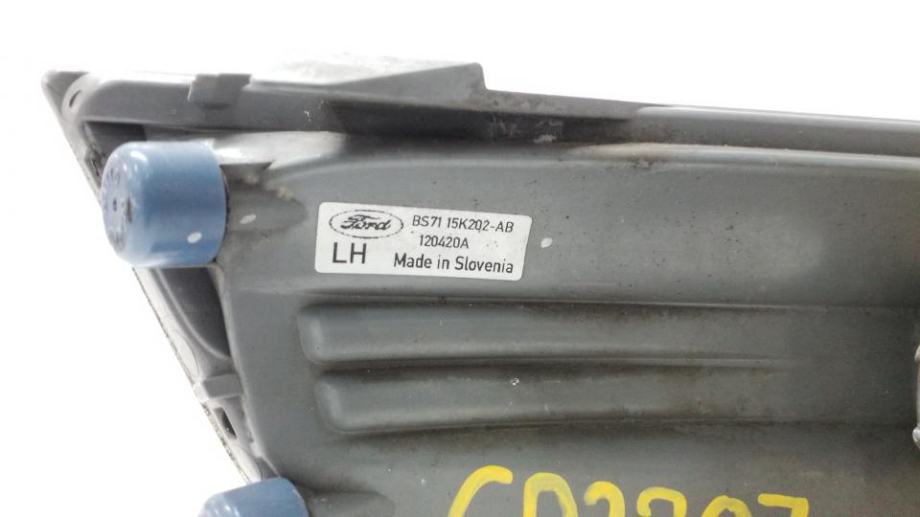 Ford BS71 15K202-AB
120420A
LH Made in Slovenia